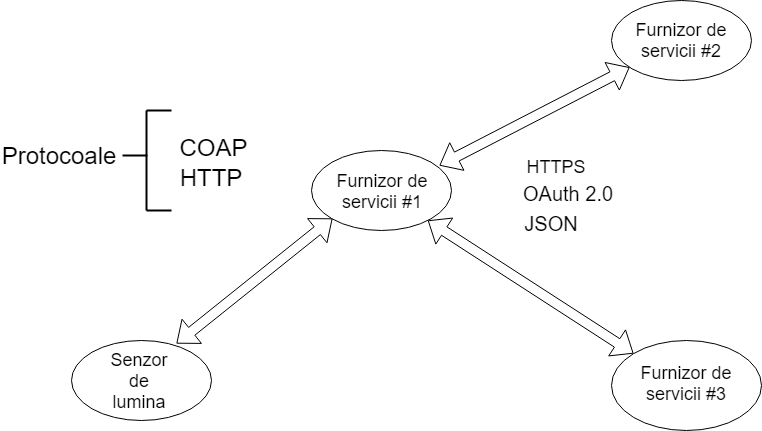 Furnizor de
servicii #2
Protocoale
COAP
HTTP
Furnizor de
servicii #1
HTTPS
OAuth 2.0
JSON
Senzor
de
lumina
Furnizor de
servicii #3